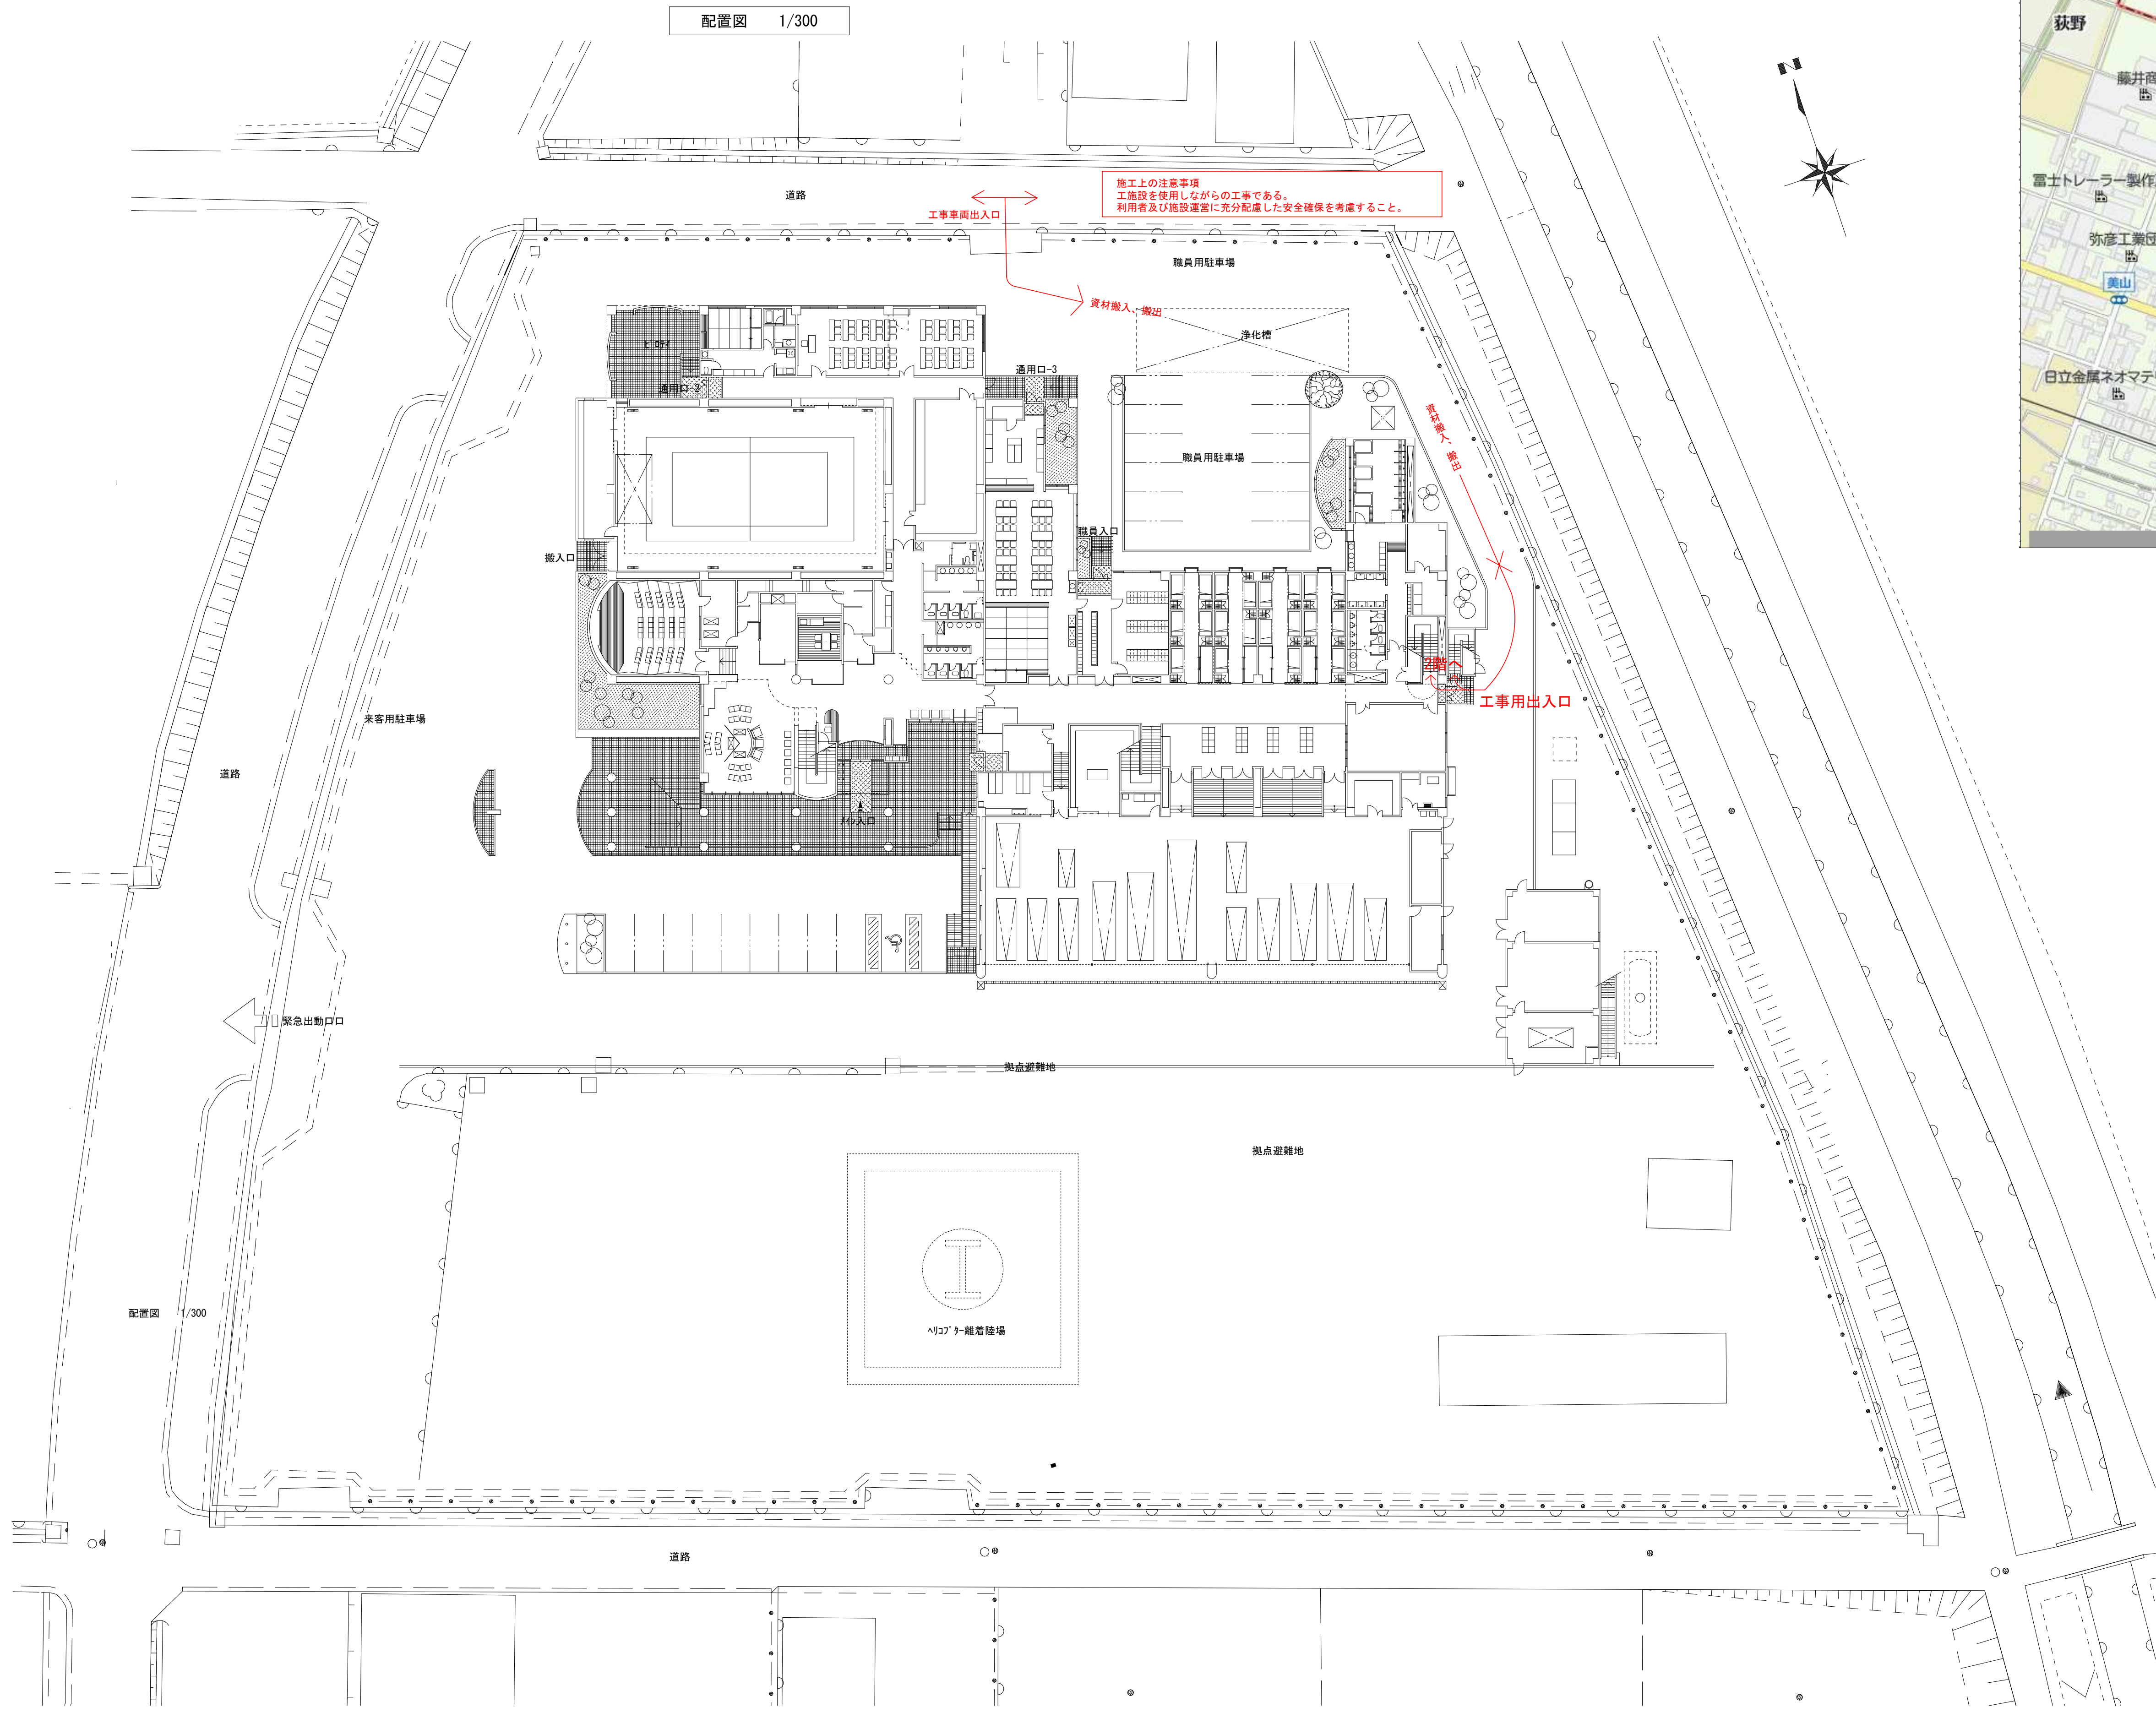 配置図 1/300
荻野
N
藤井商
富士トレーラー製作
弥彦工業団
美山
日立金属ネオマテ
道路
工事車両出入口
施工上の注意事項
工施設を使用しながらの工事である。
利用者及び施設運営に充分配慮した安全確保を考慮すること。
職員用駐車場
資材搬入、搬出
浄化槽
ﾋﾟﾛﾃｲ
通用口-2
通用口-3
資材搬入、搬出
職員用駐車場
職員入口
搬入口
2階へ
工事用出入口
来客用駐車場
道路
ﾒｲﾝ入口
緊急出動口口
拠点避難地
拠点避難地
配置図 1/300
ﾍﾘｺﾌﾟﾀｰ離着陸場
道路